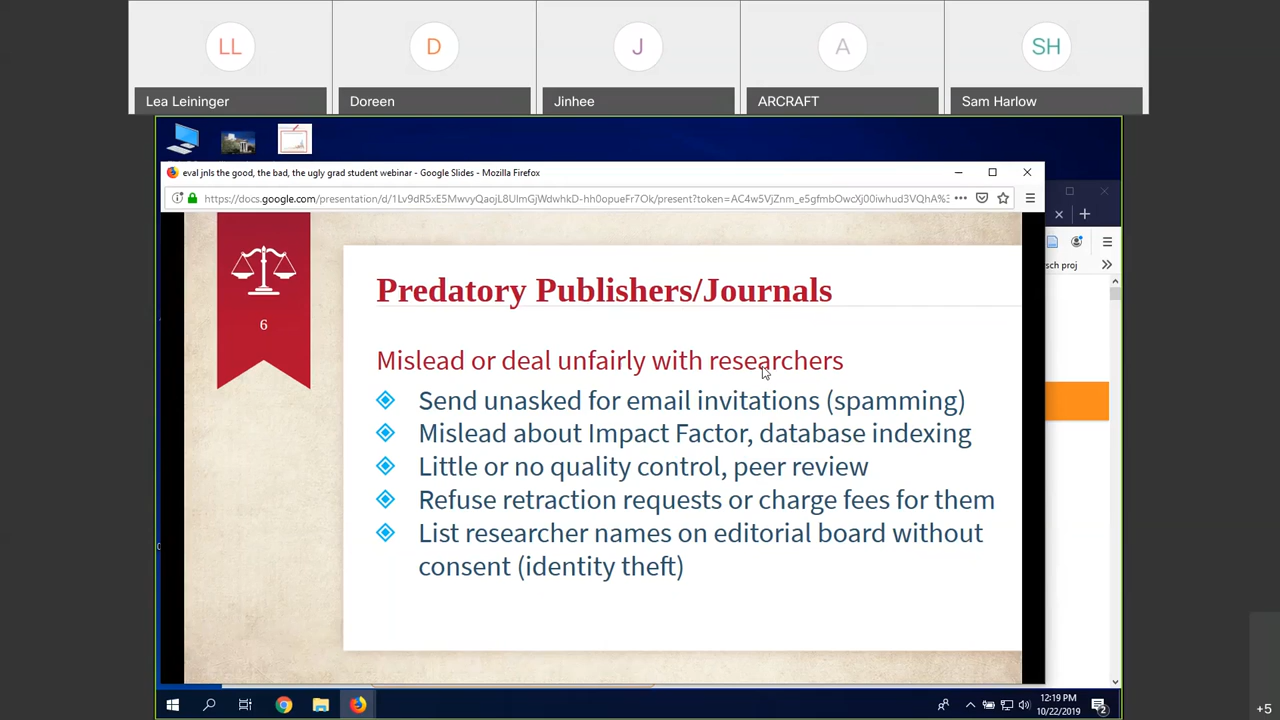 LL
D
J
A
SH
Lea Leininger
Doreen
Jinhee
ARCRAFT
Sam Harlow
eval jnls the good, the bad, the ugly grad student webinar - Google Slides - Mozilla Firefox
sch proj
6
Predatory Publishers/Journals
Mislead or deal unfairly with researchers
Send unasked for email invitations (spamming)
Mislead about Impact Factor, database indexing
Little or no quality control, peer review
Refuse retraction requests or charge fees for them
List researcher names on editorial board without
consent (identity theft)
12:19 PM
10/22/2019
2
+5